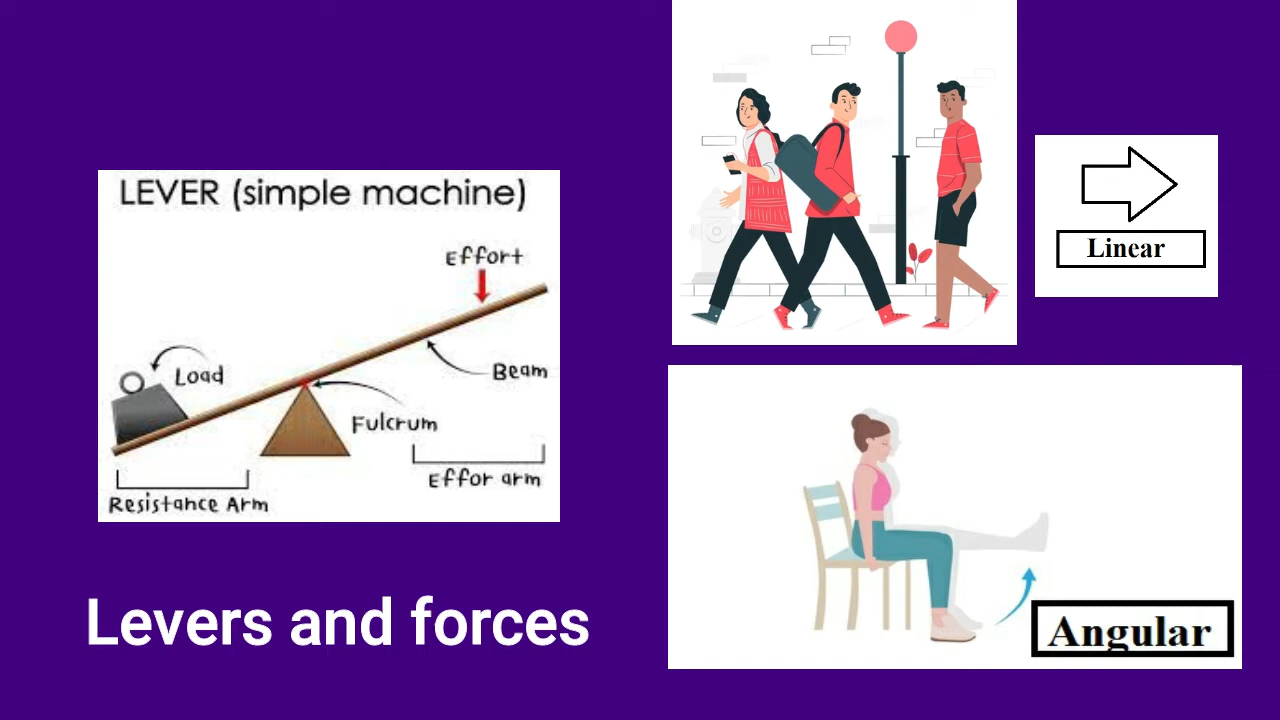 LEVER (simple machine)
Effort
Load
Beam
Fulcrum
Effor arm
Resistance Arm
Levers and forces
Linear
Angular